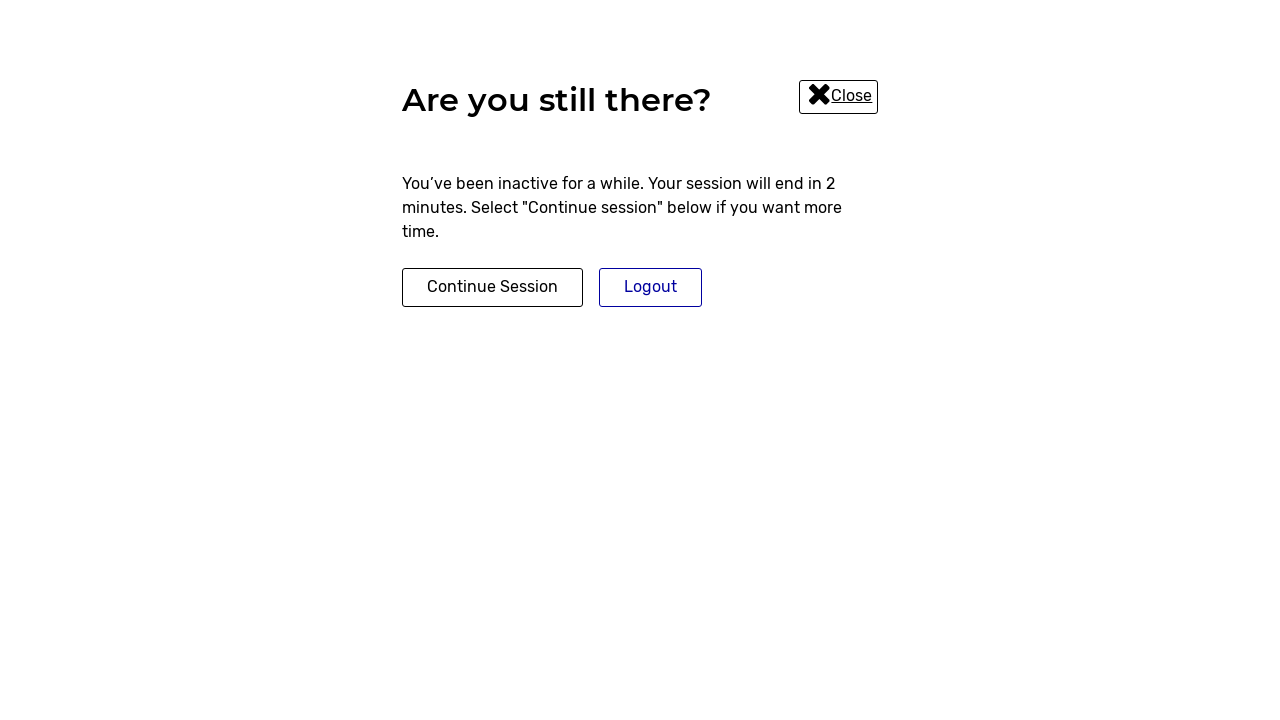 Are you still there?
Close
You’ve been inactive for a while. Your session will end in 2
minutes. Select "Continue session" below if you want more
time.
Continue Session
Logout